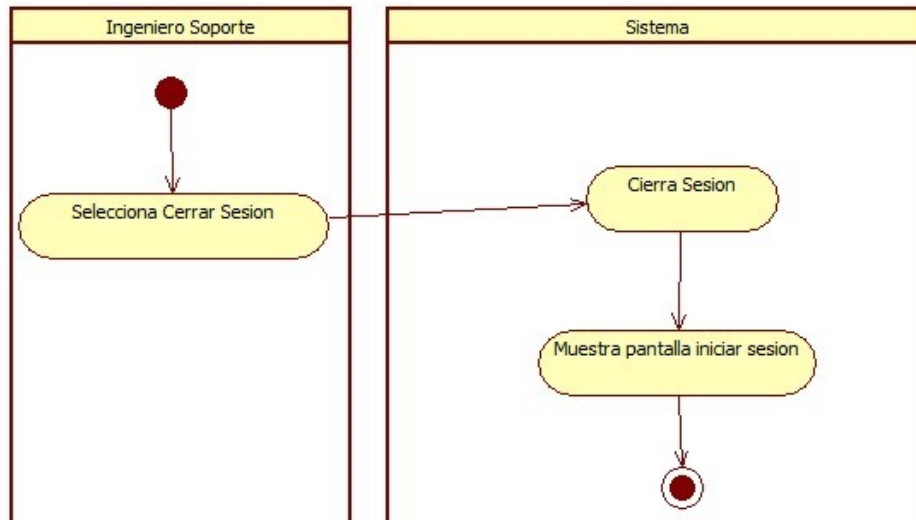 Ingeniero Soporte
Sistema
Selecciona Cerrar Sesion
Cierra Sesion
Muestra pantalla iniciar sesion